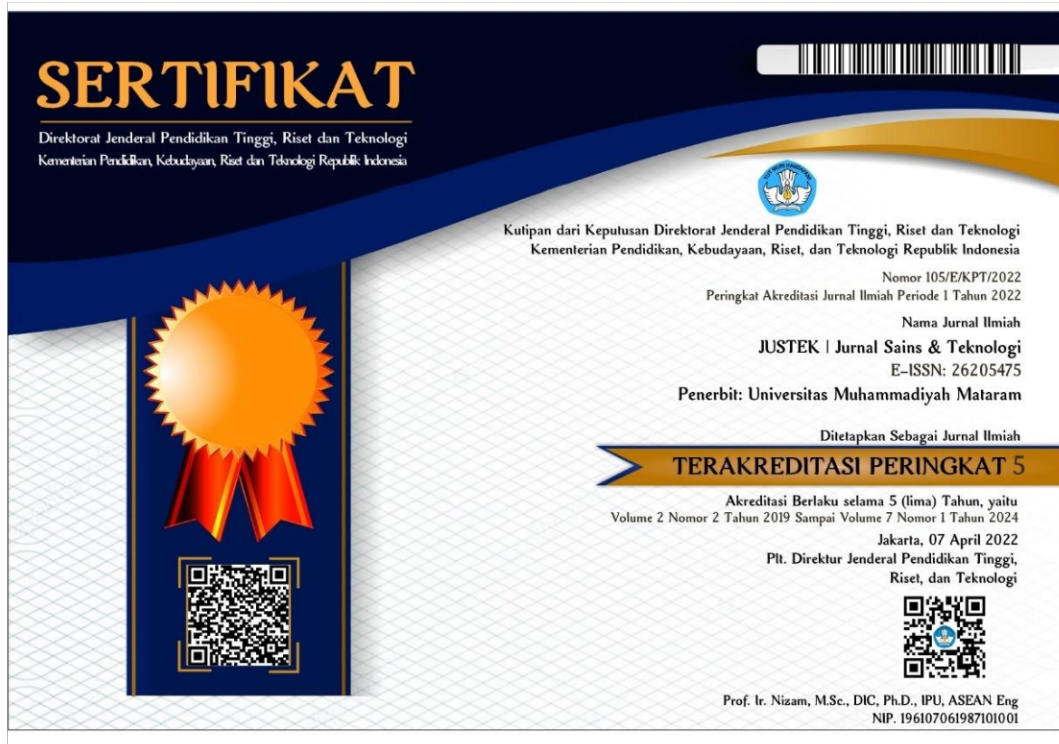 SERTIFIKAT
Direktorat Jenderal Pendidikan Tinggi, Riset dan Teknologi
Kementerian Pendidikan, Kebudayaan, Riset dan Teknologi Republik Indonesia
Kutipan dari Keputusan Direktorat Jenderal Pendidikan Tinggi, Riset dan Teknologi
Kementerian Pendidikan, Kebudayaan, Riset, dan Teknologi Republik Indonesia
Nomor 105/E/KPT/2022
Peringkat Akreditasi Jurnal Ilmiah Periode 1 Tahun 2022
Nama Jurnal Ilmiah
JUSTEK | Jurnal Sains & Teknologi
E-ISSN: 26205475
Penerbit: Universitas Muhammadiyah Mataram
Ditetapkan Sebagai Jurnal Ilmiah
TERAKREDITASI PERINGKAT 5
Akreditasi Berlaku selama 5 (lima) Tahun, yaitu
Volume 2 Nomor 2 Tahun 2019 Sampai Volume 7 Nomor 1 Tahun 2024
Jakarta, 07 April 2022
Plt. Direktur Jenderal Pendidikan Tinggi,
Riset, dan Teknologi
Prof. Ir. Nizam, M.Sc., DIC, Ph.D., IPU, ASEAN Eng
NIP. 196107061987101001